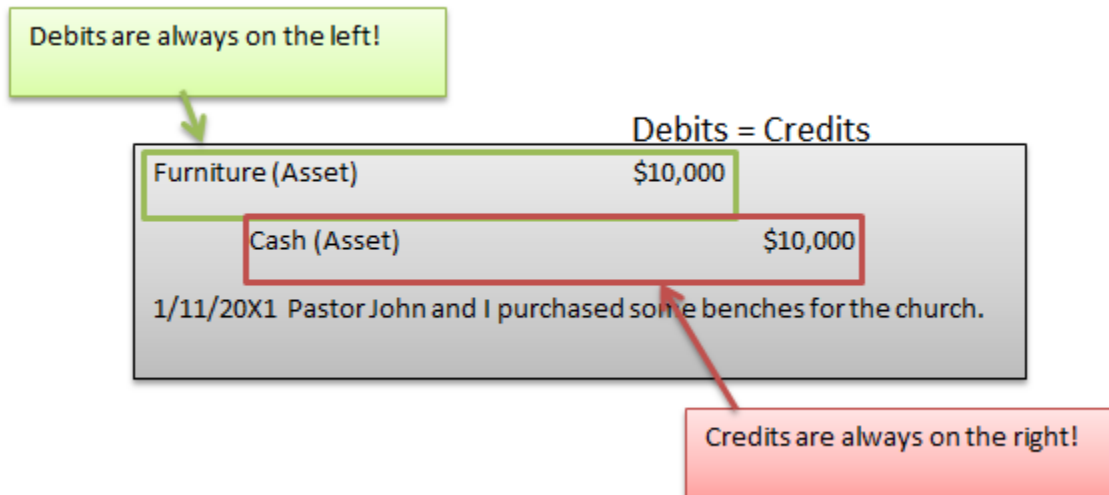 Debits are always on the left!
Debits = Credits
Furniture (Asset) $10,000
Cash (Asset) $10,000
1/11/20X1 Pastor John and I purchased some benches for the church.
Credits are always on the right!